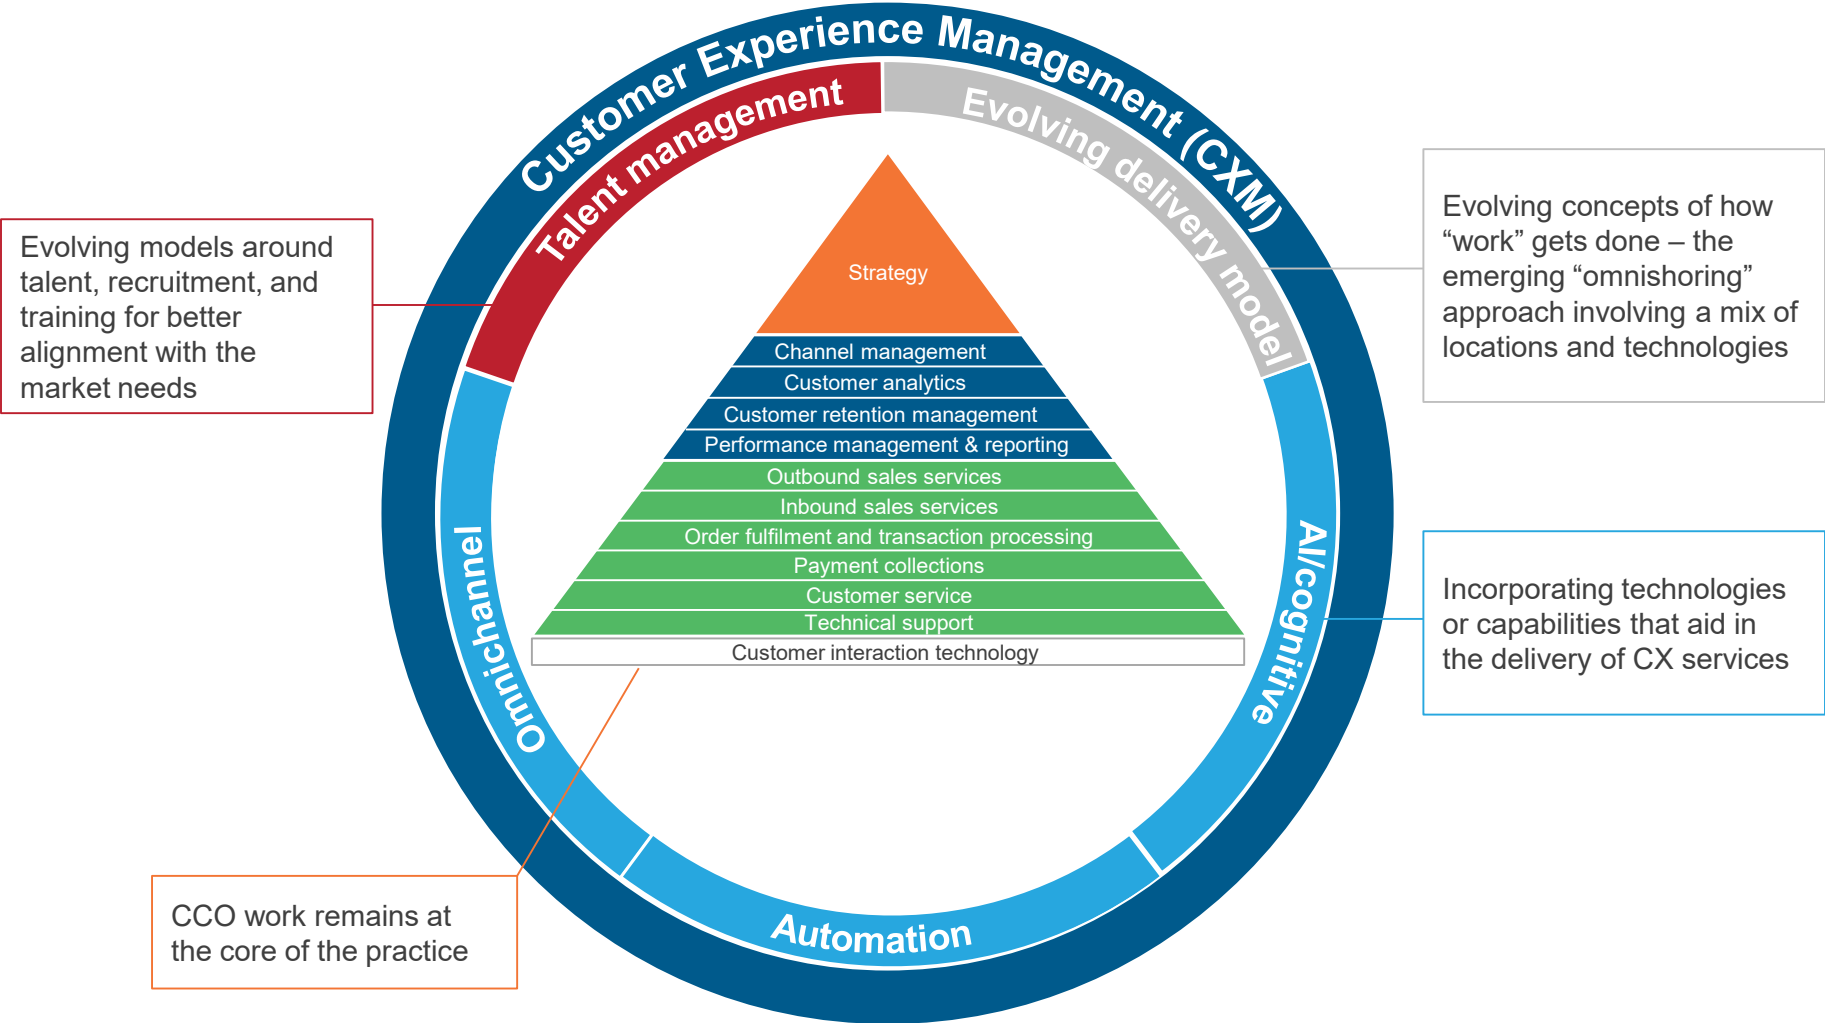 Customer Experience Management (CXM)
Talent management
Evolving delivery model
Evolving models around
talent, recruitment, and
training for better
alignment with the
market needs
Evolving concepts of how
“work” gets done – the
emerging “omnishoring”
approach involving a mix of
locations and technologies
Strategy
Channel management
Customer analytics
Customer retention management
Performance management & reporting
Outbound sales services
Inbound sales services
Order fulfilment and transaction processing
Payment collections
Customer service
Technical support
Customer interaction technology
Omnichannel
AI/cognitive
Incorporating technologies
or capabilities that aid in
the delivery of CX services
CCO work remains at
the core of the practice
Automation